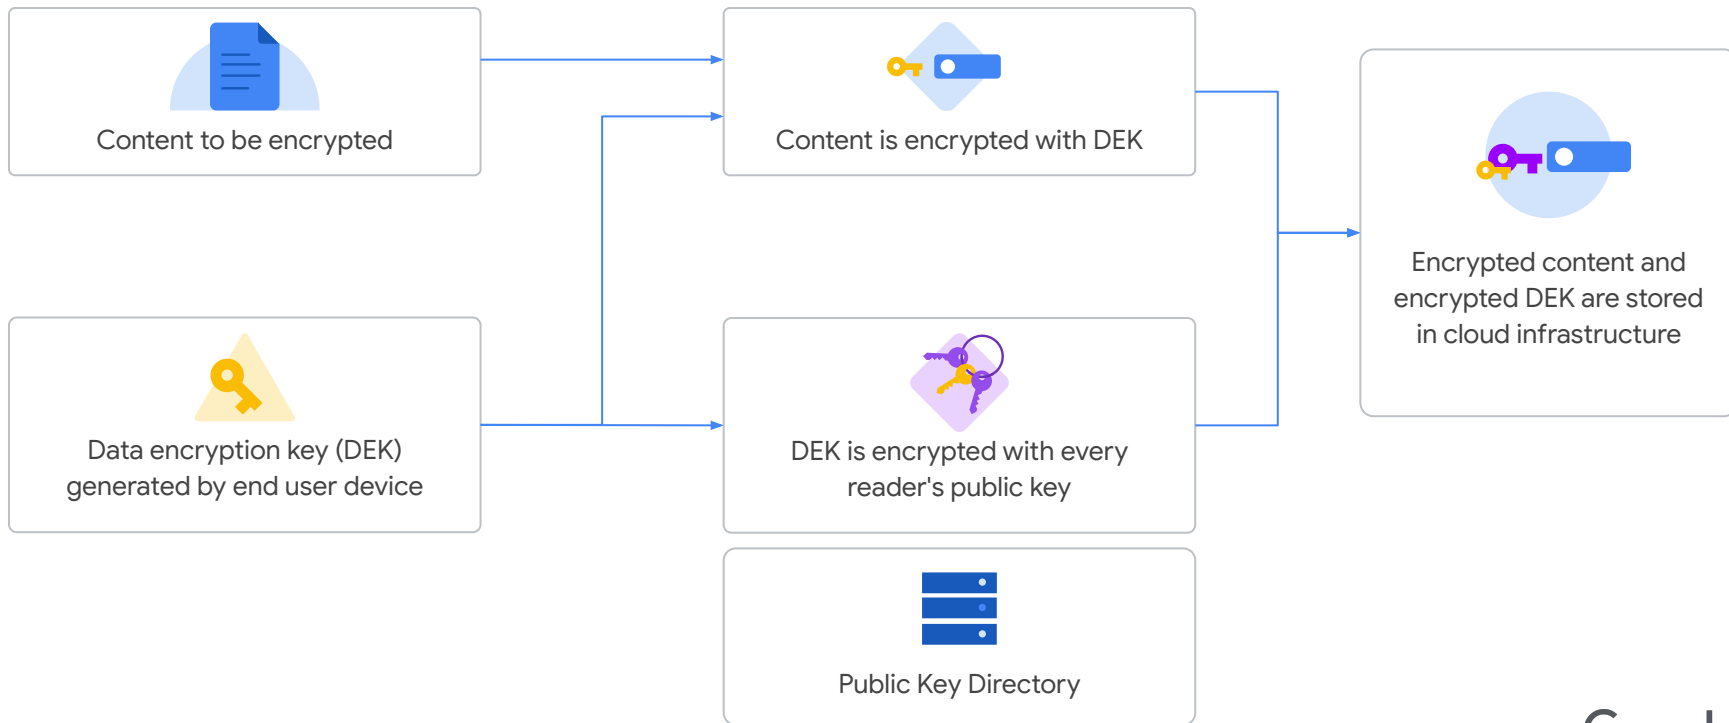 Content to be encrypted
Content is encrypted with DEK
Encrypted content and
encrypted DEK are stored
in cloud infrastructure
Data encryption key (DEK)
generated by end user device
DEK is encrypted with every
reader's public key
Public Key Directory